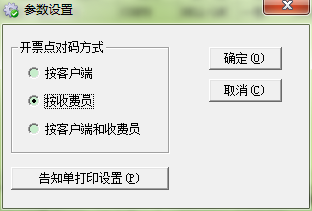 参数设置
开票点对码方式
按客户端
按收费员
按客户端和收费员
确定(O)
取消(C)
告知单打印设置(P)